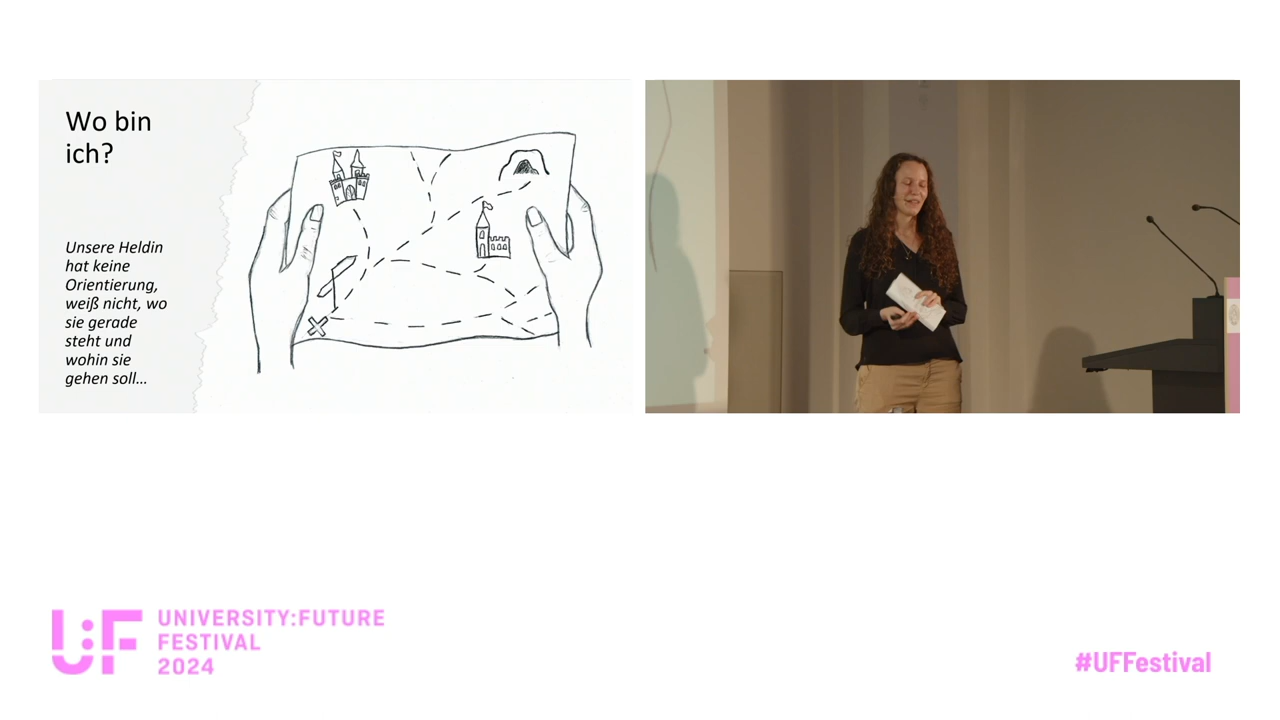 Wo bin
ich?
Unsere Heldin
hat keine
Orientierung,
weiß nicht, wo
sie gerade
steht und
wohin sie
gehen soll...
U:F
UNIVERSITY:FUTURE
FESTIVAL
2024
#UFFestival